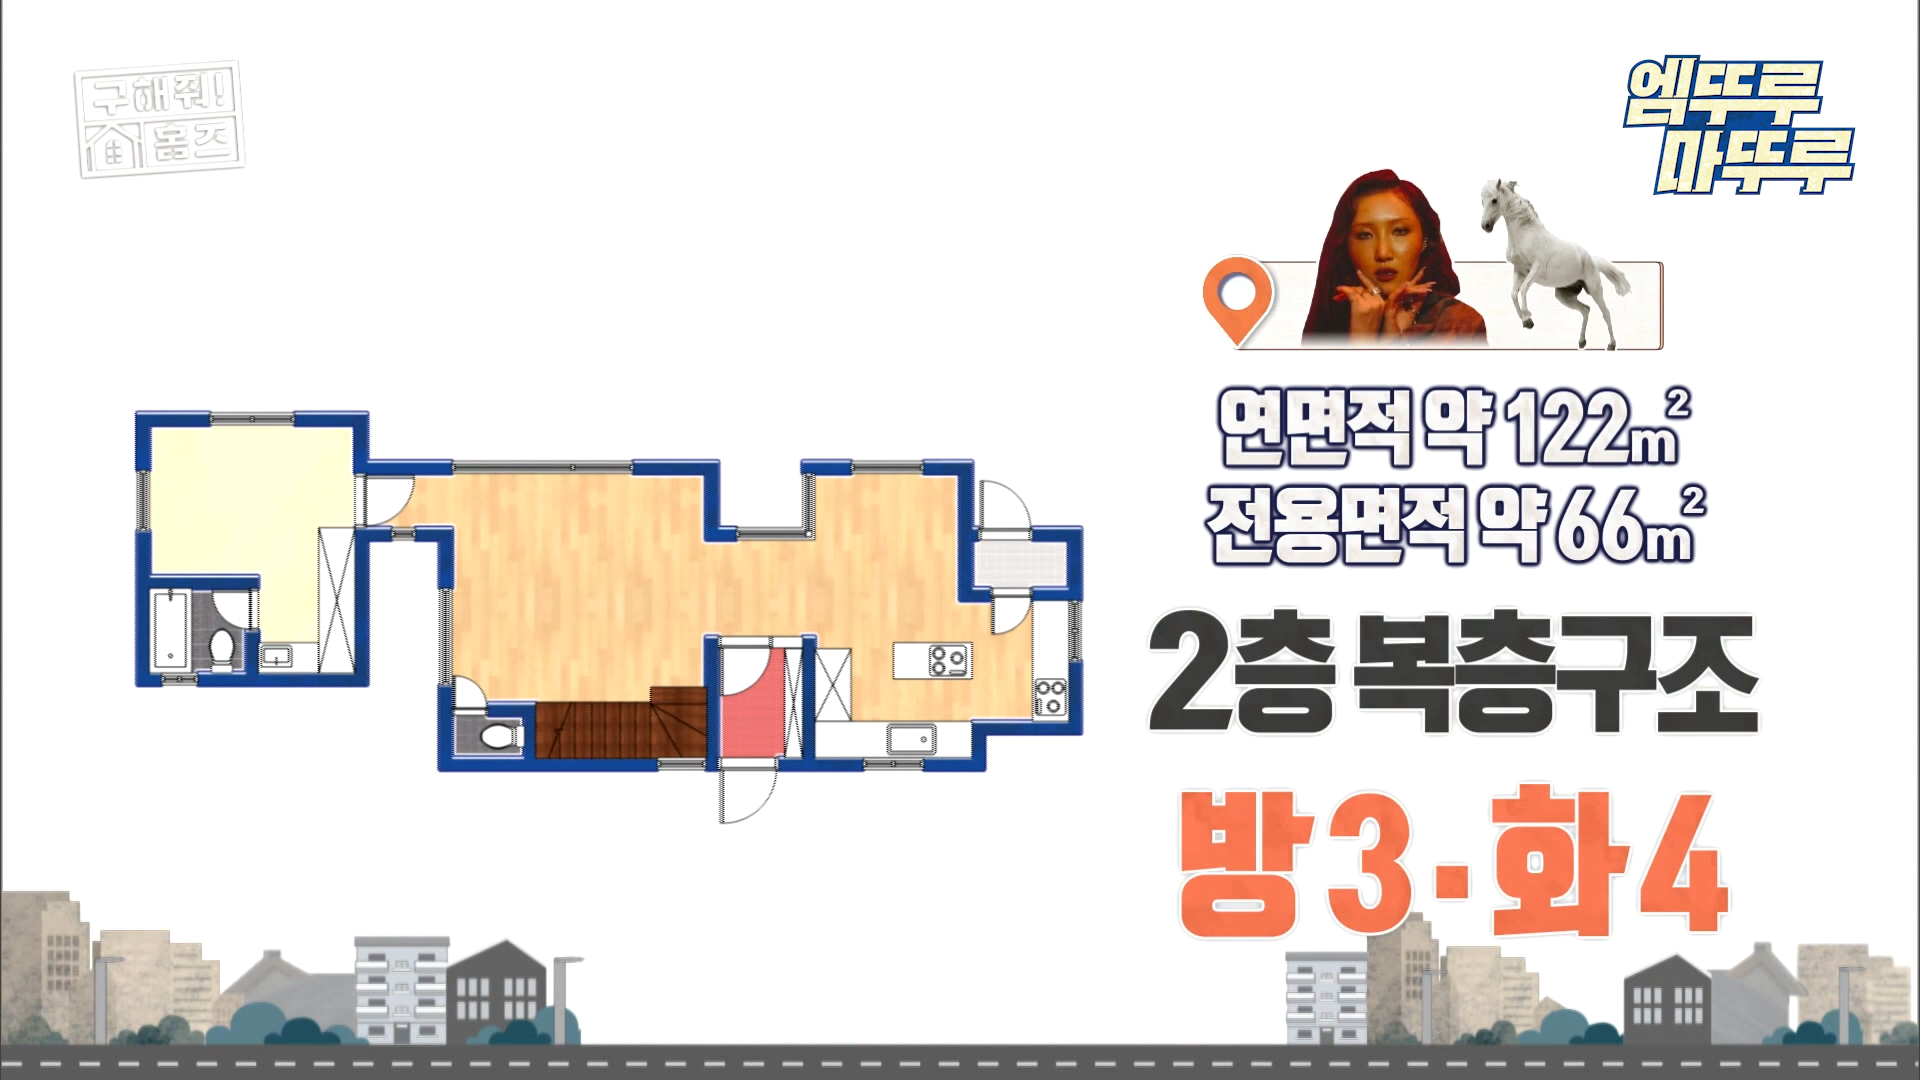 구해줘!
홈즈
엠뚜루
마뚜루
연면적 약 122m²
전용면적 약 66m²
2층 복층구조
방 3·화 4